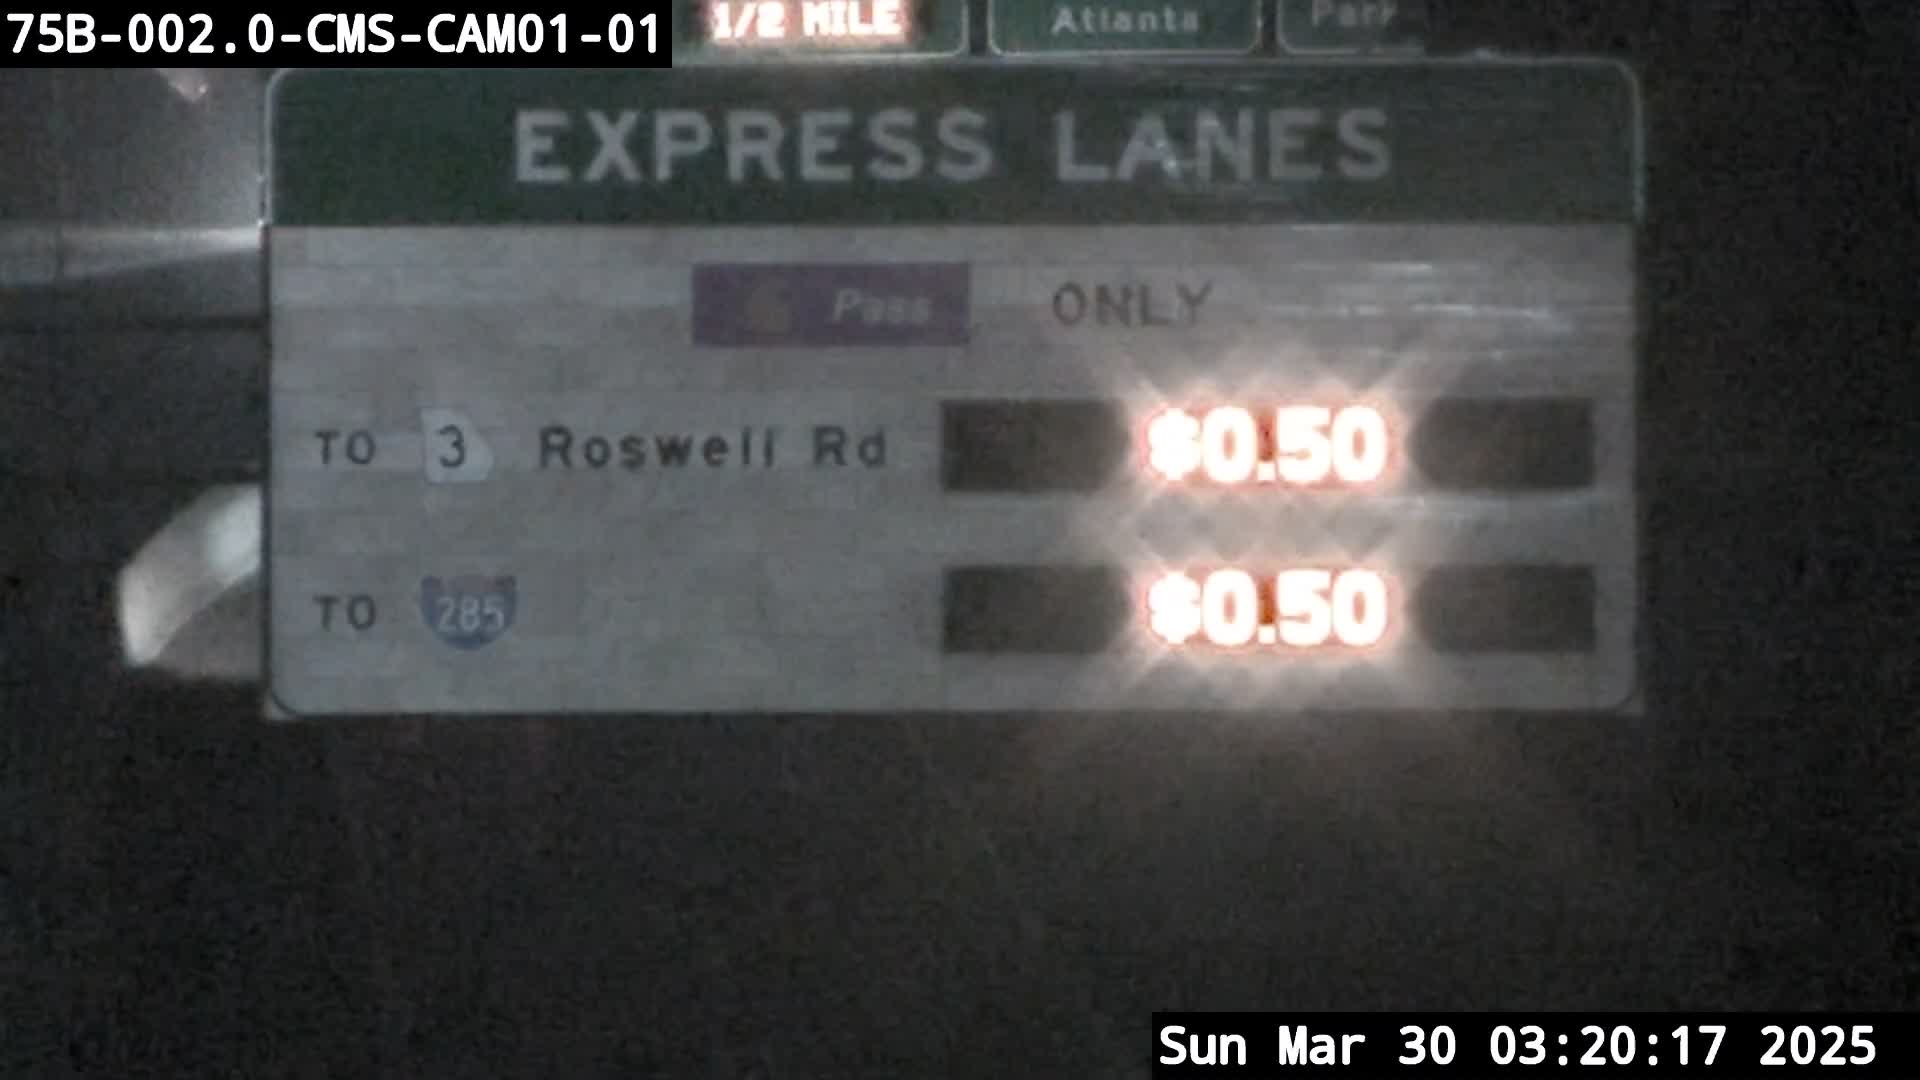 75B-002.0-CMS-CAM01-01
1/2 MILE
Atlanta
Park
EXPRESS LANES
Pass ONLY
TO 3 Roswell Rd $0.50
TO 285 $0.50
Sun Mar 30 03:20:17 2025